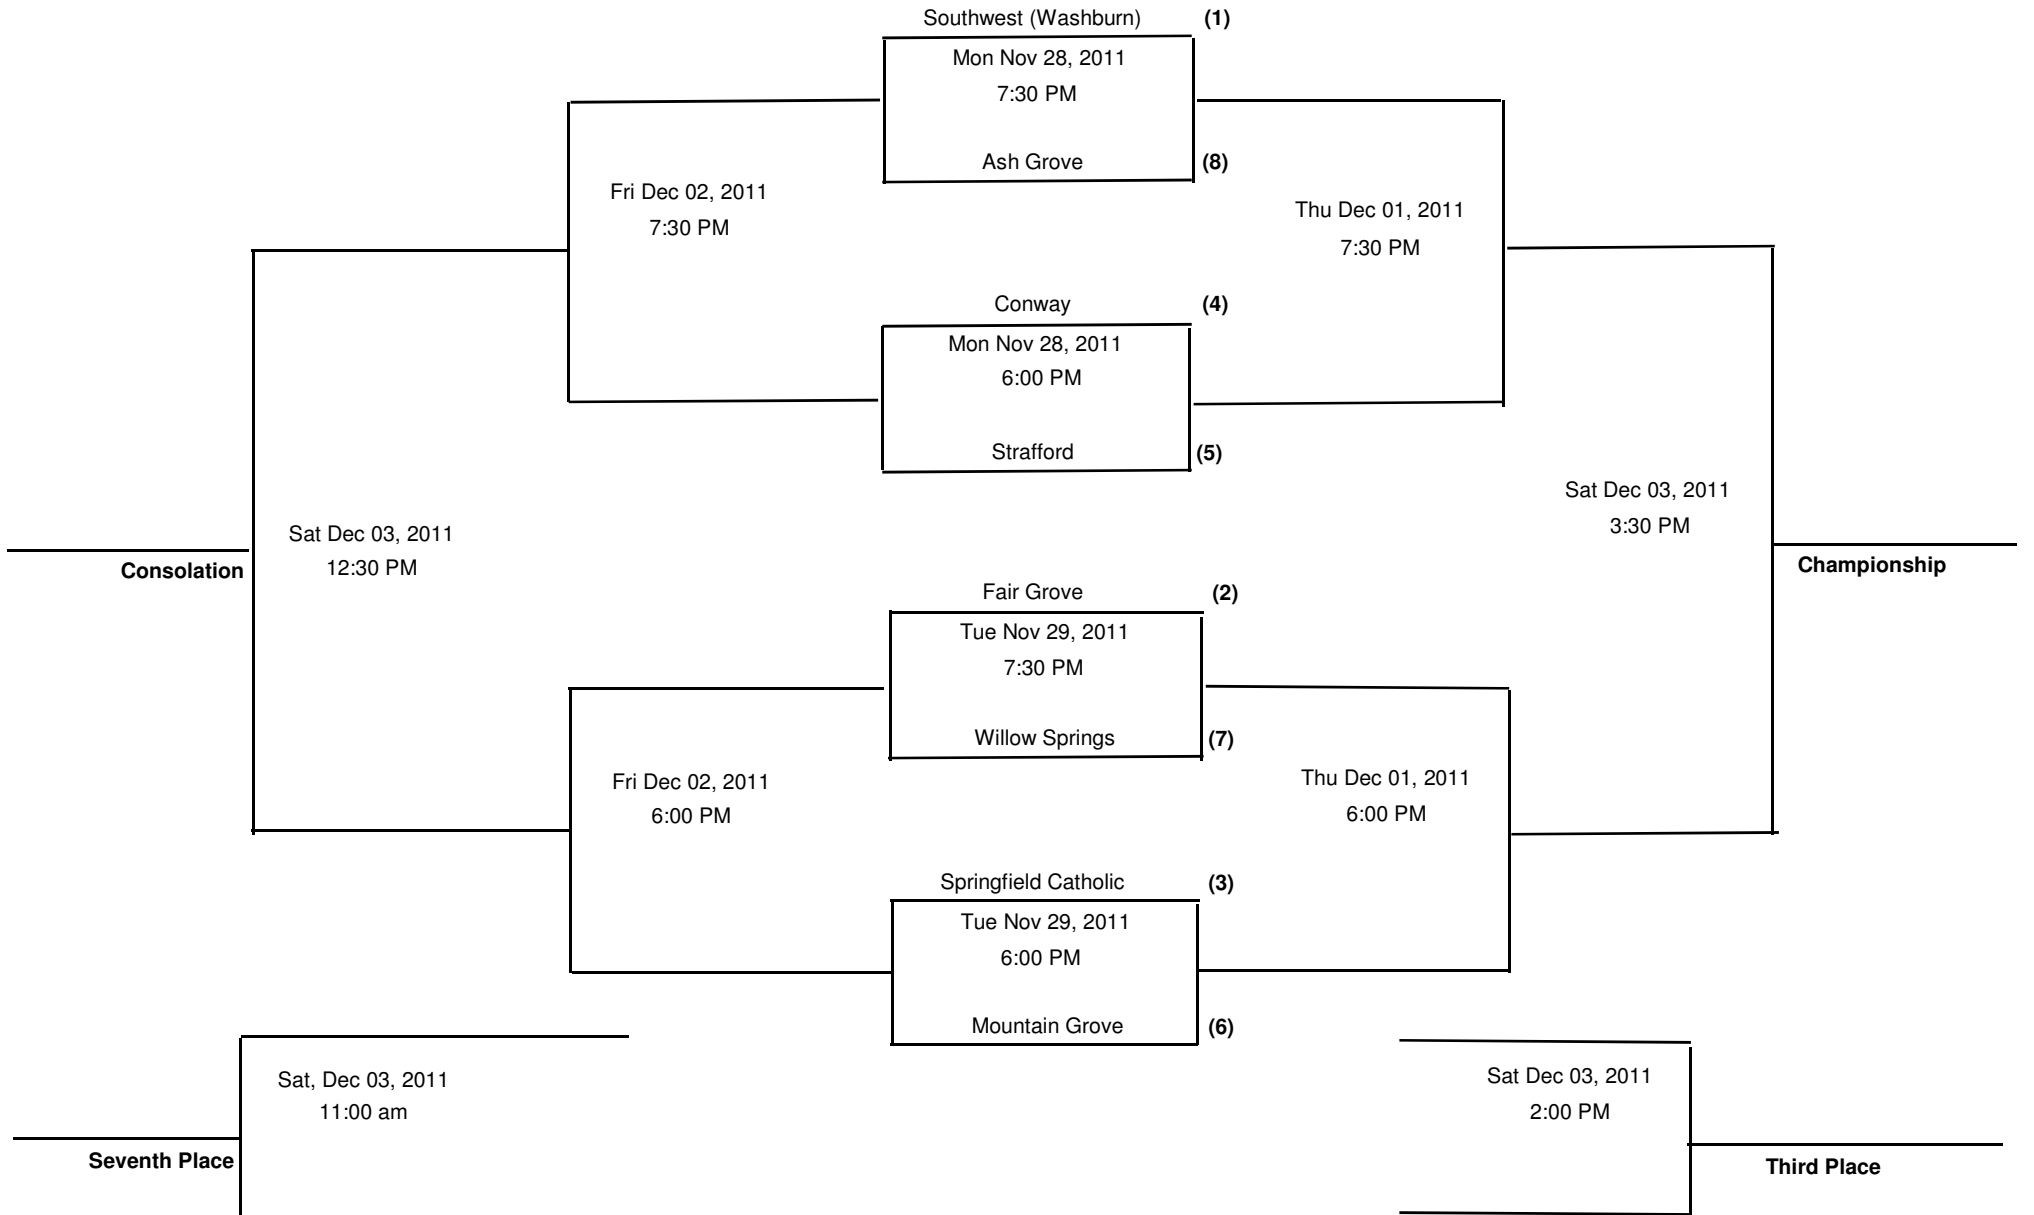 Southwest (Washburn) (1)
Mon Nov 28, 2011
7:30 PM
Ash Grove (8)
Fri Dec 02, 2011
7:30 PM
Thu Dec 01, 2011
7:30 PM
Conway (4)
Mon Nov 28, 2011
6:00 PM
Strafford (5)
Sat Dec 03, 2011
3:30 PM
Sat Dec 03, 2011
12:30 PM
Consolation
Championship
Fair Grove (2)
Tue Nov 29, 2011
7:30 PM
Willow Springs (7)
Fri Dec 02, 2011
6:00 PM
Thu Dec 01, 2011
6:00 PM
Springfield Catholic (3)
Tue Nov 29, 2011
6:00 PM
Mountain Grove (6)
Sat, Dec 03, 2011
11:00 am
Sat Dec 03, 2011
2:00 PM
Seventh Place
Third Place